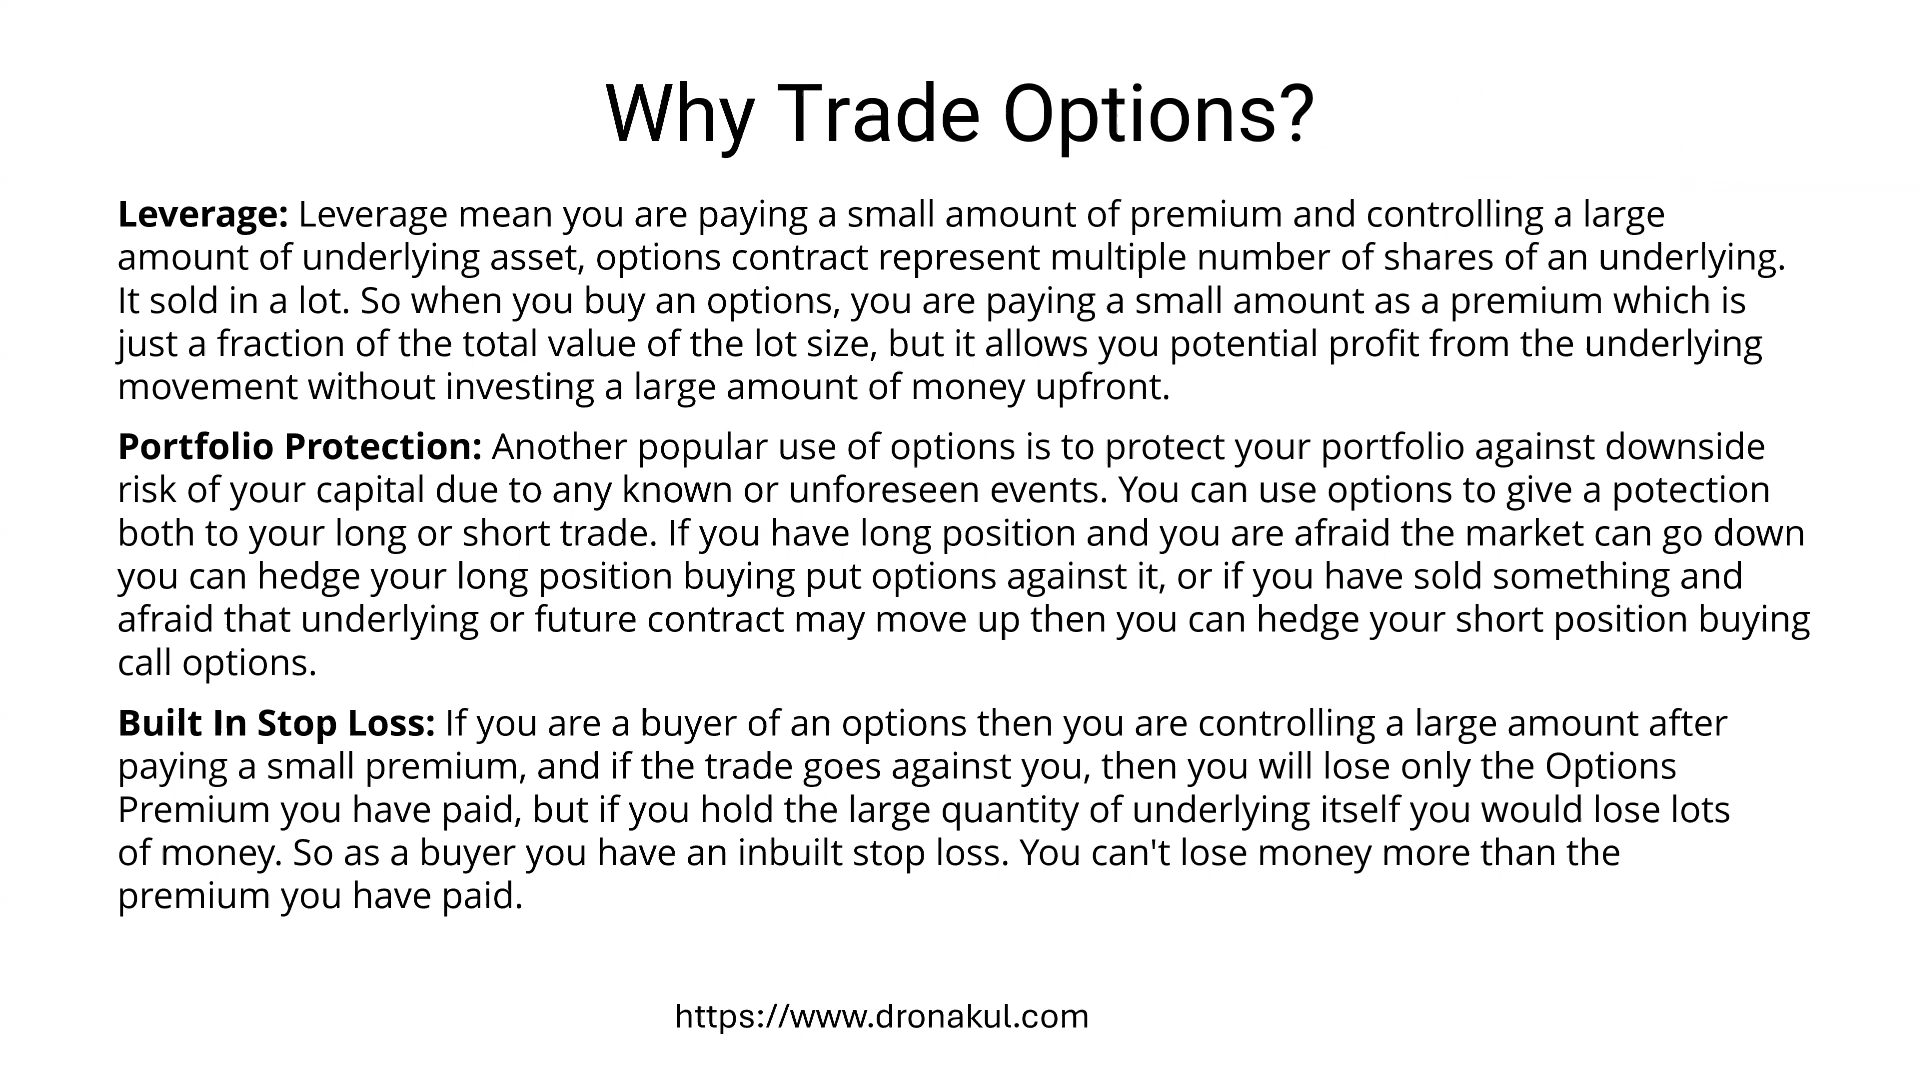 Why Trade Options?
Leverage: Leverage mean you are paying a small amount of premium and controlling a large
amount of underlying asset, options contract represent multiple number of shares of an underlying.
It sold in a lot. So when you buy an options, you are paying a small amount as a premium which is
just a fraction of the total value of the lot size, but it allows you potential profit from the underlying
movement without investing a large amount of money upfront.
Portfolio Protection: Another popular use of options is to protect your portfolio against downside
risk of your capital due to any known or unforeseen events. You can use options to give a potection
both to your long or short trade. If you have long position and you are afraid the market can go down
you can hedge your long position buying put options against it, or if you have sold something and
afraid that underlying or future contract may move up then you can hedge your short position buying
call options.
Built In Stop Loss: If you are a buyer of an options then you are controlling a large amount after
paying a small premium, and if the trade goes against you, then you will lose only the Options
Premium you have paid, but if you hold the large quantity of underlying itself you would lose lots
of money. So as a buyer you have an inbuilt stop loss. You can't lose money more than the
premium you have paid.
https://www.dronakul.com